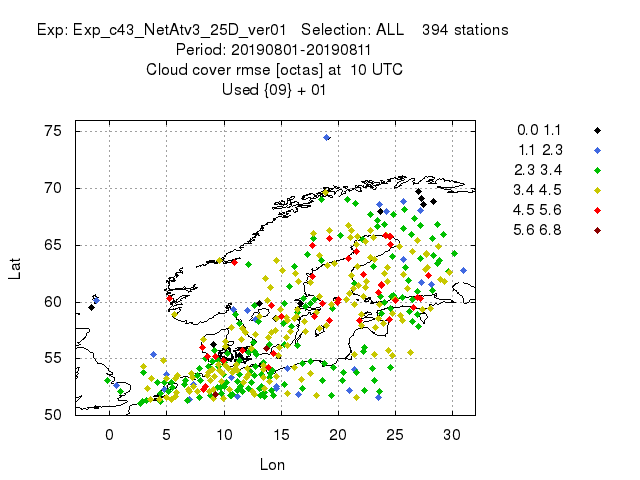 Exp: Exp_c43_NetAtv3_25D_ver01 Selection: ALL 394 stations
Period: 20190801-20190811
Cloud cover rmse [octas] at 10 UTC
Used {09} + 01
0.0 1.1
1.1 2.3
2.3 3.4
3.4 4.5
4.5 5.6
5.6 6.8
75
70
65
60
55
50
Lat
0 5 10 15 20 25 30
Lon